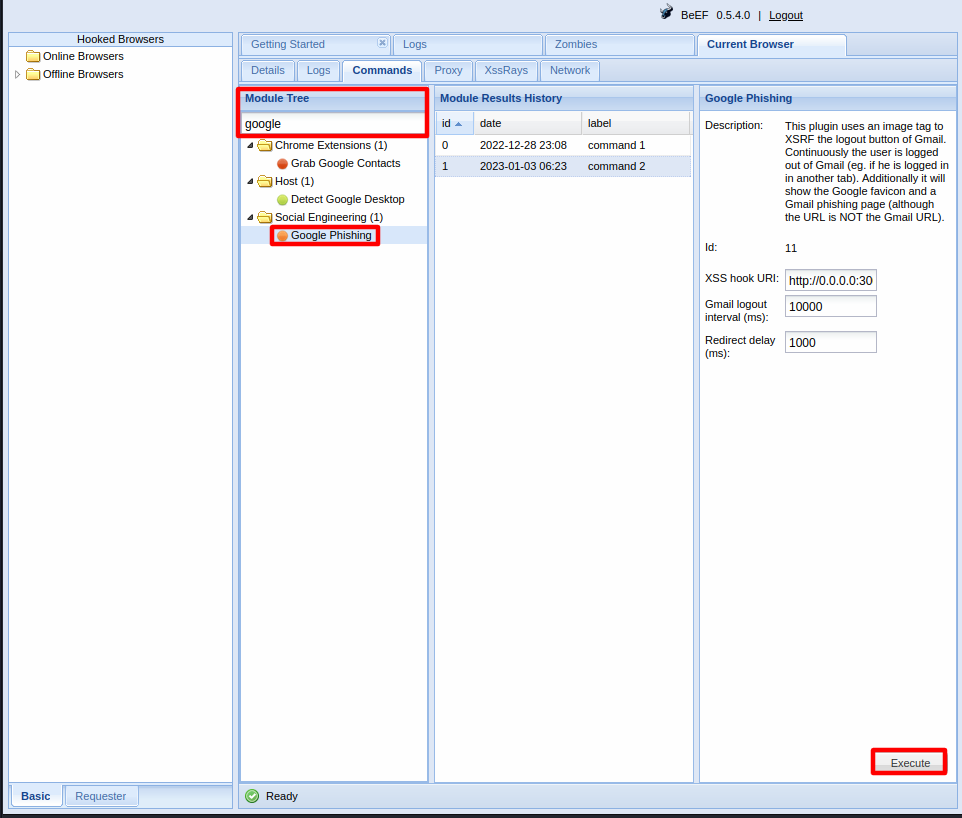 BeEF 0.5.4.0 | Logout
Hooked Browsers
Online Browsers
Offline Browsers
Basic
Requester
Getting Started
Logs
Zombies
Current Browser
Details
Logs
Commands
Proxy
XssRays
Network
Module Tree
google
Chrome Extensions (1)
Grab Google Contacts
Host (1)
Detect Google Desktop
Social Engineering (1)
Google Phishing
Module Results History
id date label
0 2022-12-28 23:08 command 1
1 2023-01-03 06:23 command 2
Google Phishing
Description: This plugin uses an image tag to
XSRF the logout button of Gmail.
Continuously the user is logged
out of Gmail (eg. if he is logged in
in another tab). Additionally it will
show the Google favicon and a
Gmail phishing page (although
the URL is NOT the Gmail URL).
Id: 11
XSS hook URI: http://0.0.0.0:30
Gmail logout
interval (ms): 10000
Redirect delay
(ms): 1000
Execute
Ready